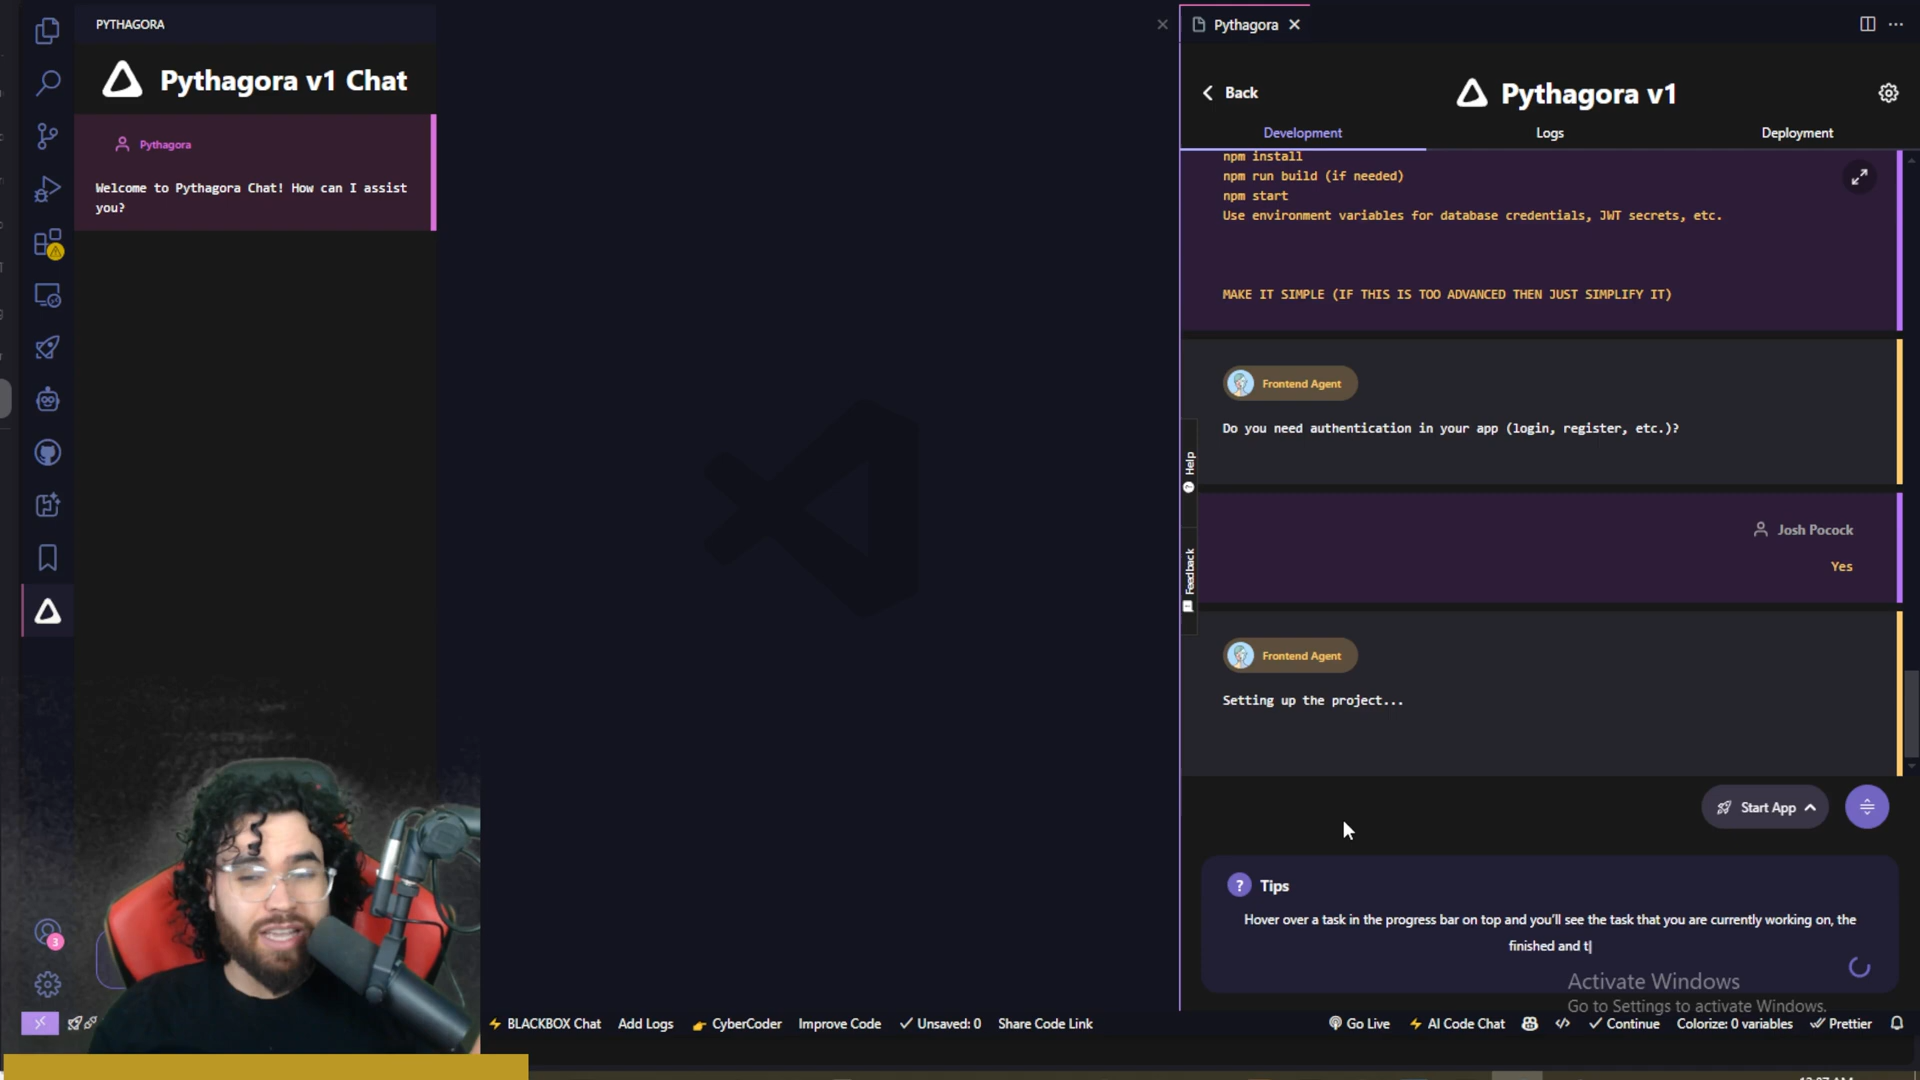 PYTHAGORA
Pythagora v1 Chat
Pythagora
Welcome to Pythagora Chat! How can I assist
you?
3
Pythagora
Back
Pythagora v1
Development
Logs
Deployment
npm install
npm run build (if needed)
npm start
Use environment variables for database credentials, JWT secrets, etc.
MAKE IT SIMPLE (IF THIS IS TOO ADVANCED THEN JUST SIMPLIFY IT)
Frontend Agent
Do you need authentication in your app (login, register, etc.)?
Help
Feedback
Josh Pocock
Yes
Frontend Agent
Setting up the project...
Start App
? Tips
Hover over a task in the progress bar on top and you'll see the task that you are currently working on, the
finished and t
Activate Windows
Go to Settings to activate Windows.
BLACKBOX Chat Add Logs CyberCoder Improve Code Unsaved: 0 Share Code Link Go Live AI Code Chat Continue Colorize: 0 variables Prettier